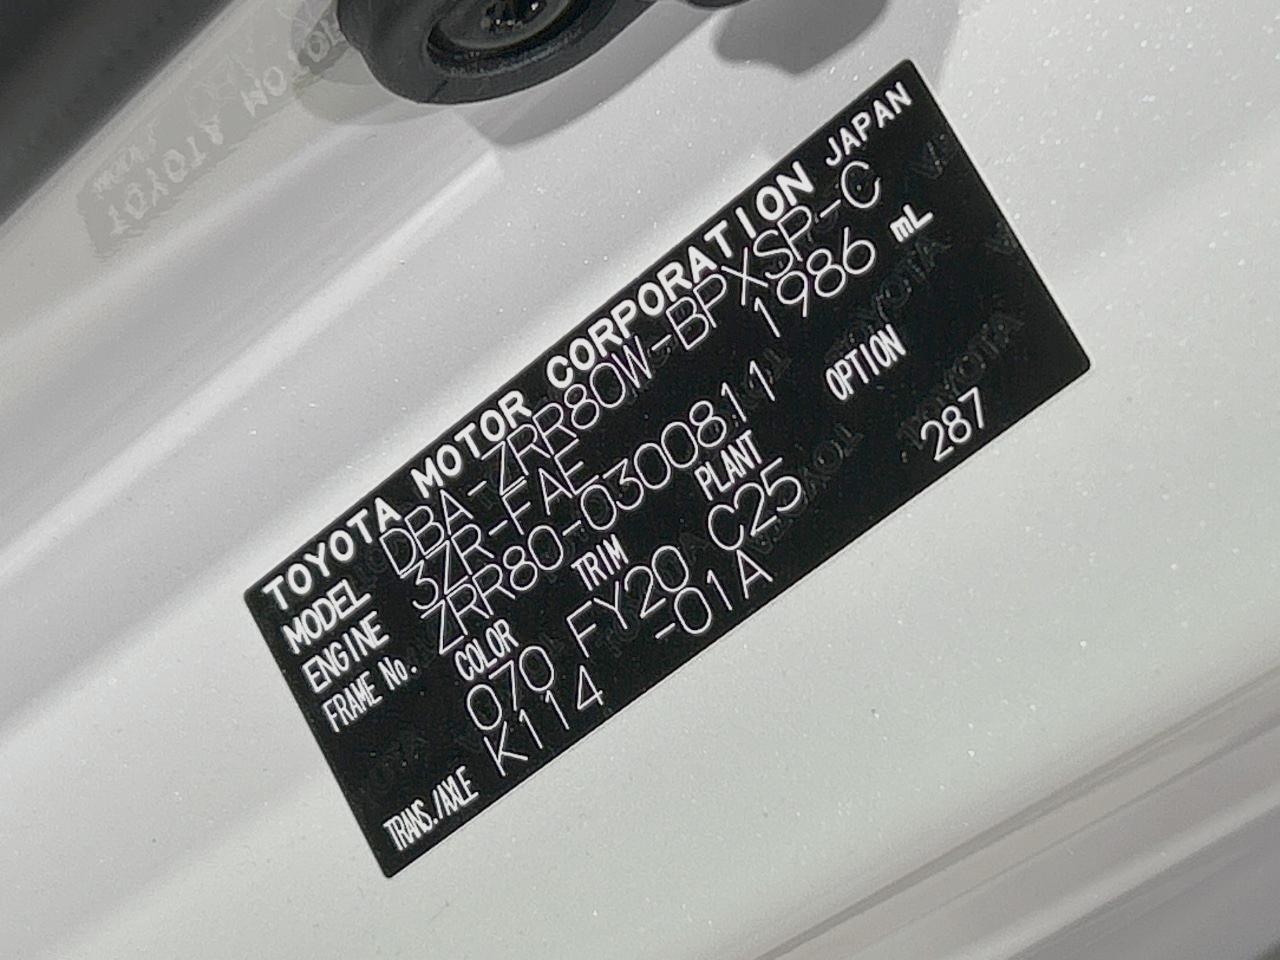 TOYOTA MOTOR CORPORATION JAPAN
MODEL DBA-ZRR80W-BPXSP-C
ENGINE 3ZR-FAE 1986 mL
FRAME No. ZRR80-0300811
COLOR TRIM PLANT OPTION
070 FY20 C25 287
TRANS./AXLE K114 -01A